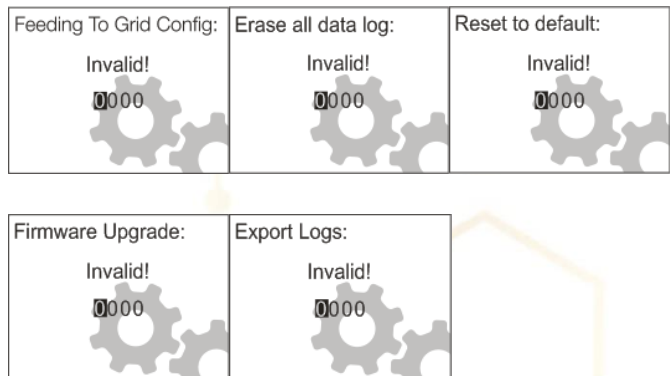 Feeding To Grid Config:
Invalid!
0000
Erase all data log:
Invalid!
0000
Reset to default:
Invalid!
0000
Firmware Upgrade:
Invalid!
0000
Export Logs:
Invalid!
0000